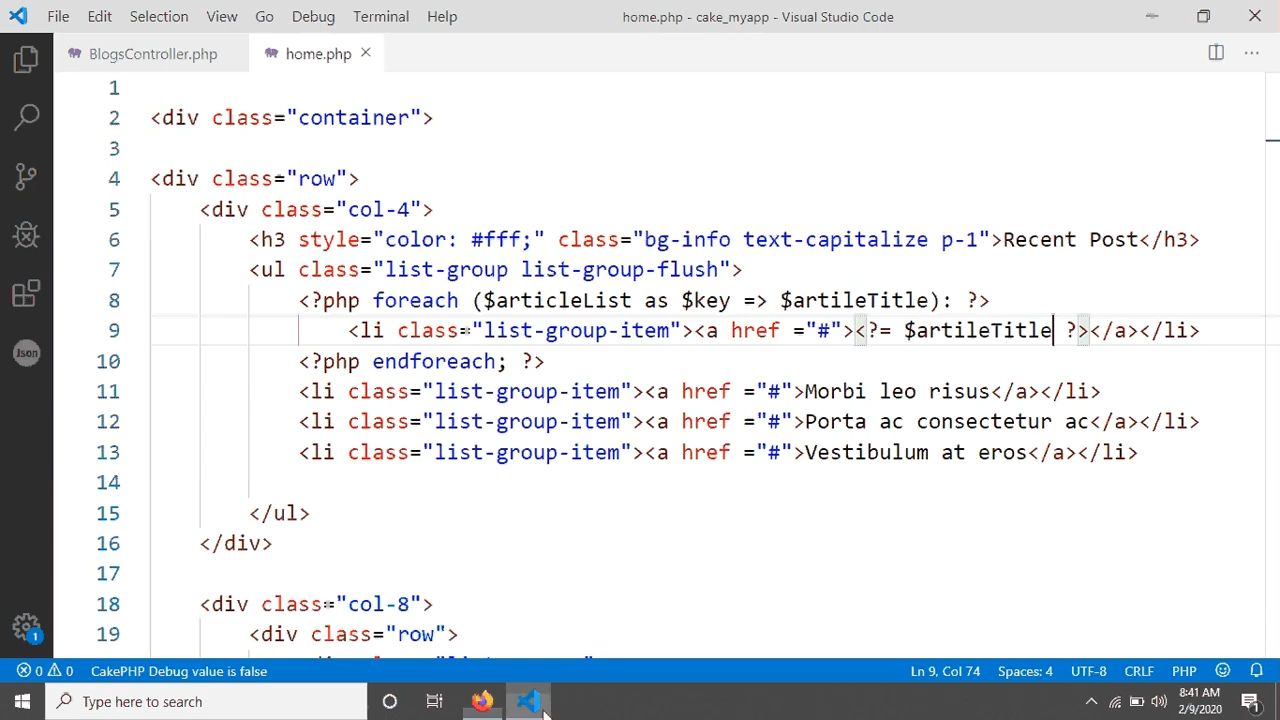 File Edit Selection View Go Debug Terminal Help home.php - cake_myapp - Visual Studio Code
BlogsController.php home.php
1
2 <div class="container">
3
4 <div class="row">
5 <div class="col-4">
6 <h3 style="color: #fff;" class="bg-info text-capitalize p-1">Recent Post</h3>
7 <ul class="list-group list-group-flush">
8 <?php foreach ($articleList as $key => $artileTitle): ?>
9 <li class="list-group-item"><a href ="#"><?= $artileTitle ?></a></li>
10 <?php endforeach; ?>
11 <li class="list-group-item"><a href ="#">Morbi leo risus</a></li>
12 <li class="list-group-item"><a href ="#">Porta ac consectetur ac</a></li>
13 <li class="list-group-item"><a href ="#">Vestibulum at eros</a></li>
14
15 </ul>
16 </div>
17
18 <div class="col-8">
19 <div class="row">
Json
1
0 0 CakePHP Debug value is false Ln 9, Col 74 Spaces: 4 UTF-8 CRLF PHP
Type here to search
8:41 AM
2/9/2020
1